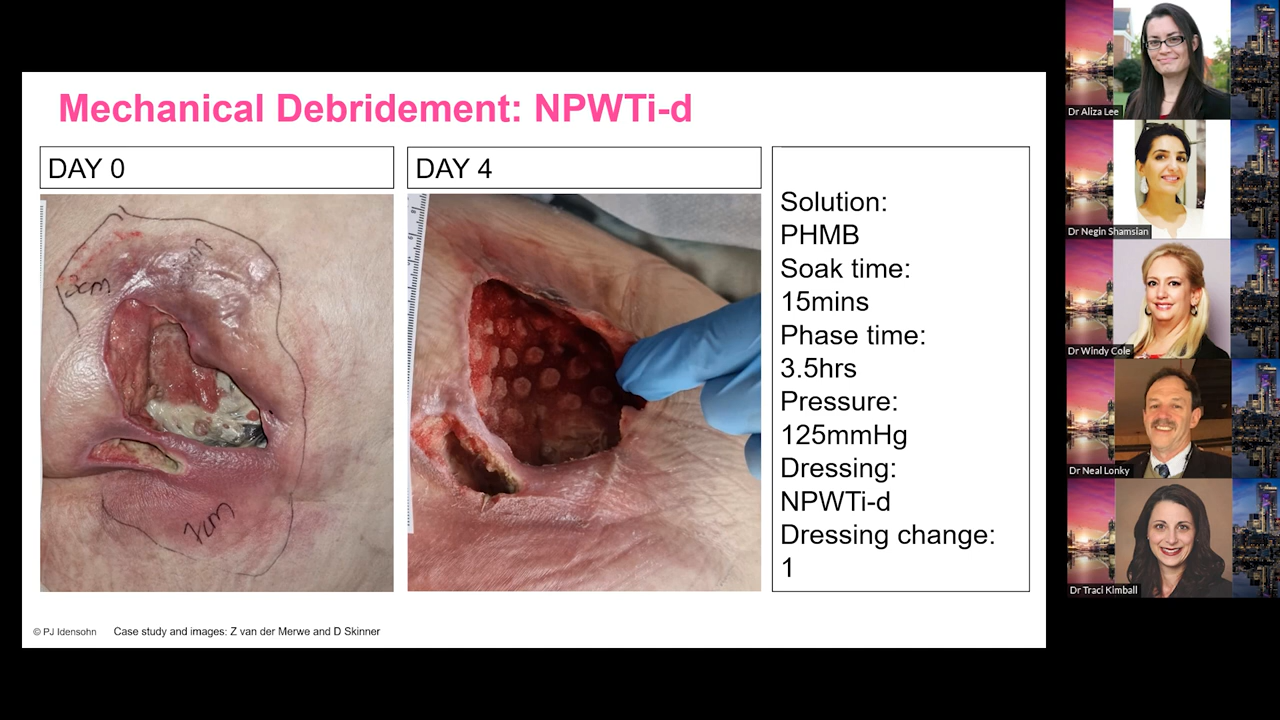 Mechanical Debridement: NPWTi-d
DAY 0
DAY 4
2cm
7cm
Solution:
PHMB
Soak time:
15mins
Phase time:
3.5hrs
Pressure:
125mmHg
Dressing:
NPWTi-d
Dressing change:
1
© PJ Idensohn
Case study and images: Z van der Merwe and D Skinner
Dr Aliza Lee
Dr Negin Shamsian
Dr Windy Cole
Dr Neal Lonky
Dr Traci Kimball